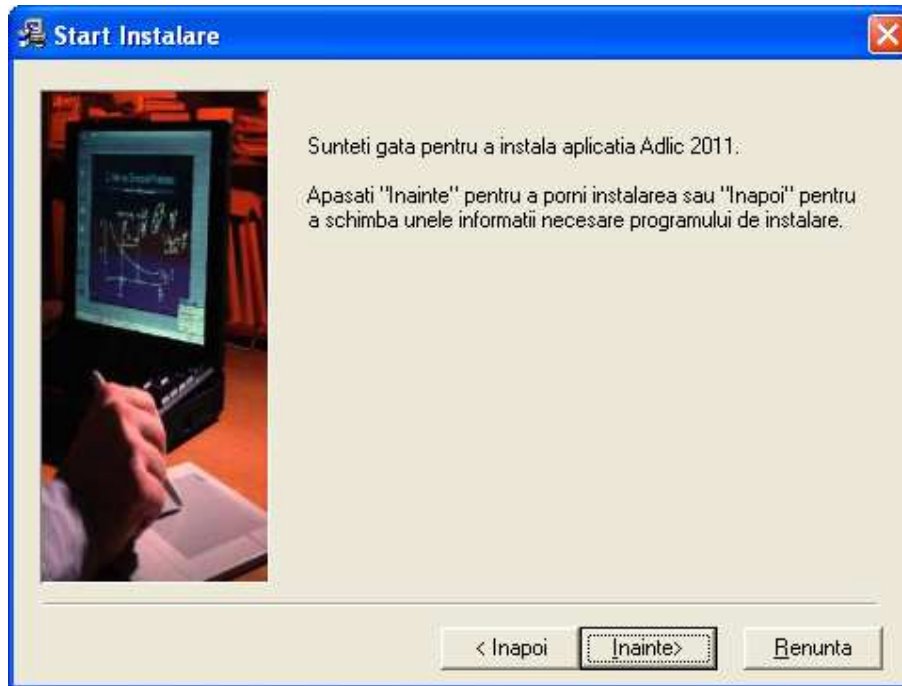 Start Instalare
Sunteti gata pentru a instala aplicatia Adlic 2011.
Apasati "Inainte" pentru a porni instalarea sau "Inapoi" pentru
a schimba unele informatii necesare programului de instalare.
< Inapoi
Inainte>
Renunta